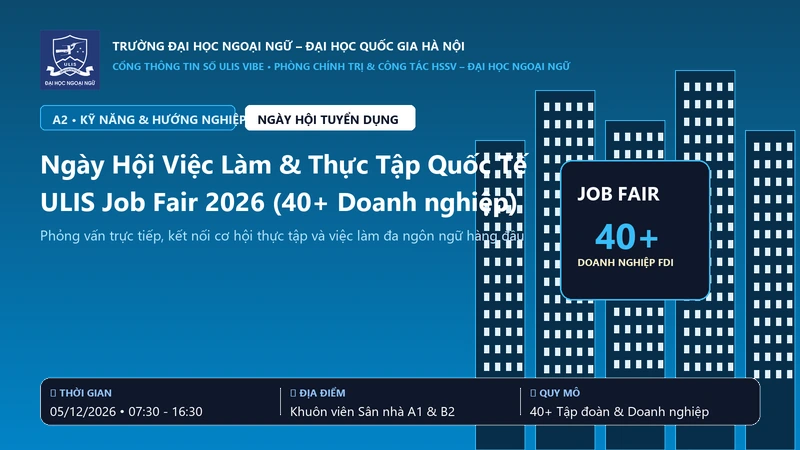 TRƯỜNG ĐẠI HỌC NGOẠI NGỮ – ĐẠI HỌC QUỐC GIA HÀ NỘI
CỔNG THÔNG TIN SỐ ULIS VIBE • PHÒNG CHÍNH TRỊ & CÔNG TÁC HSSV – ĐẠI HỌC NGOẠI NGỮ
ULIS
ĐẠI HỌC NGOẠI NGỮ
A2 • KỸ NĂNG & HƯỚNG NGHIỆP
NGÀY HỘI TUYỂN DỤNG
Ngày Hội Việc Làm & Thực Tập Quốc Tế
ULIS Job Fair 2026 (40+ Doanh nghiệp)
Phỏng vấn trực tiếp, kết nối cơ hội thực tập và việc làm đa ngôn ngữ hàng đầu
JOB FAIR
40+
DOANH NGHIỆP FDI
THỜI GIAN
05/12/2026 • 07:30 - 16:30
ĐỊA ĐIỂM
Khuôn viên Sân nhà A1 & B2
QUY MÔ
40+ Tập đoàn & Doanh nghiệp